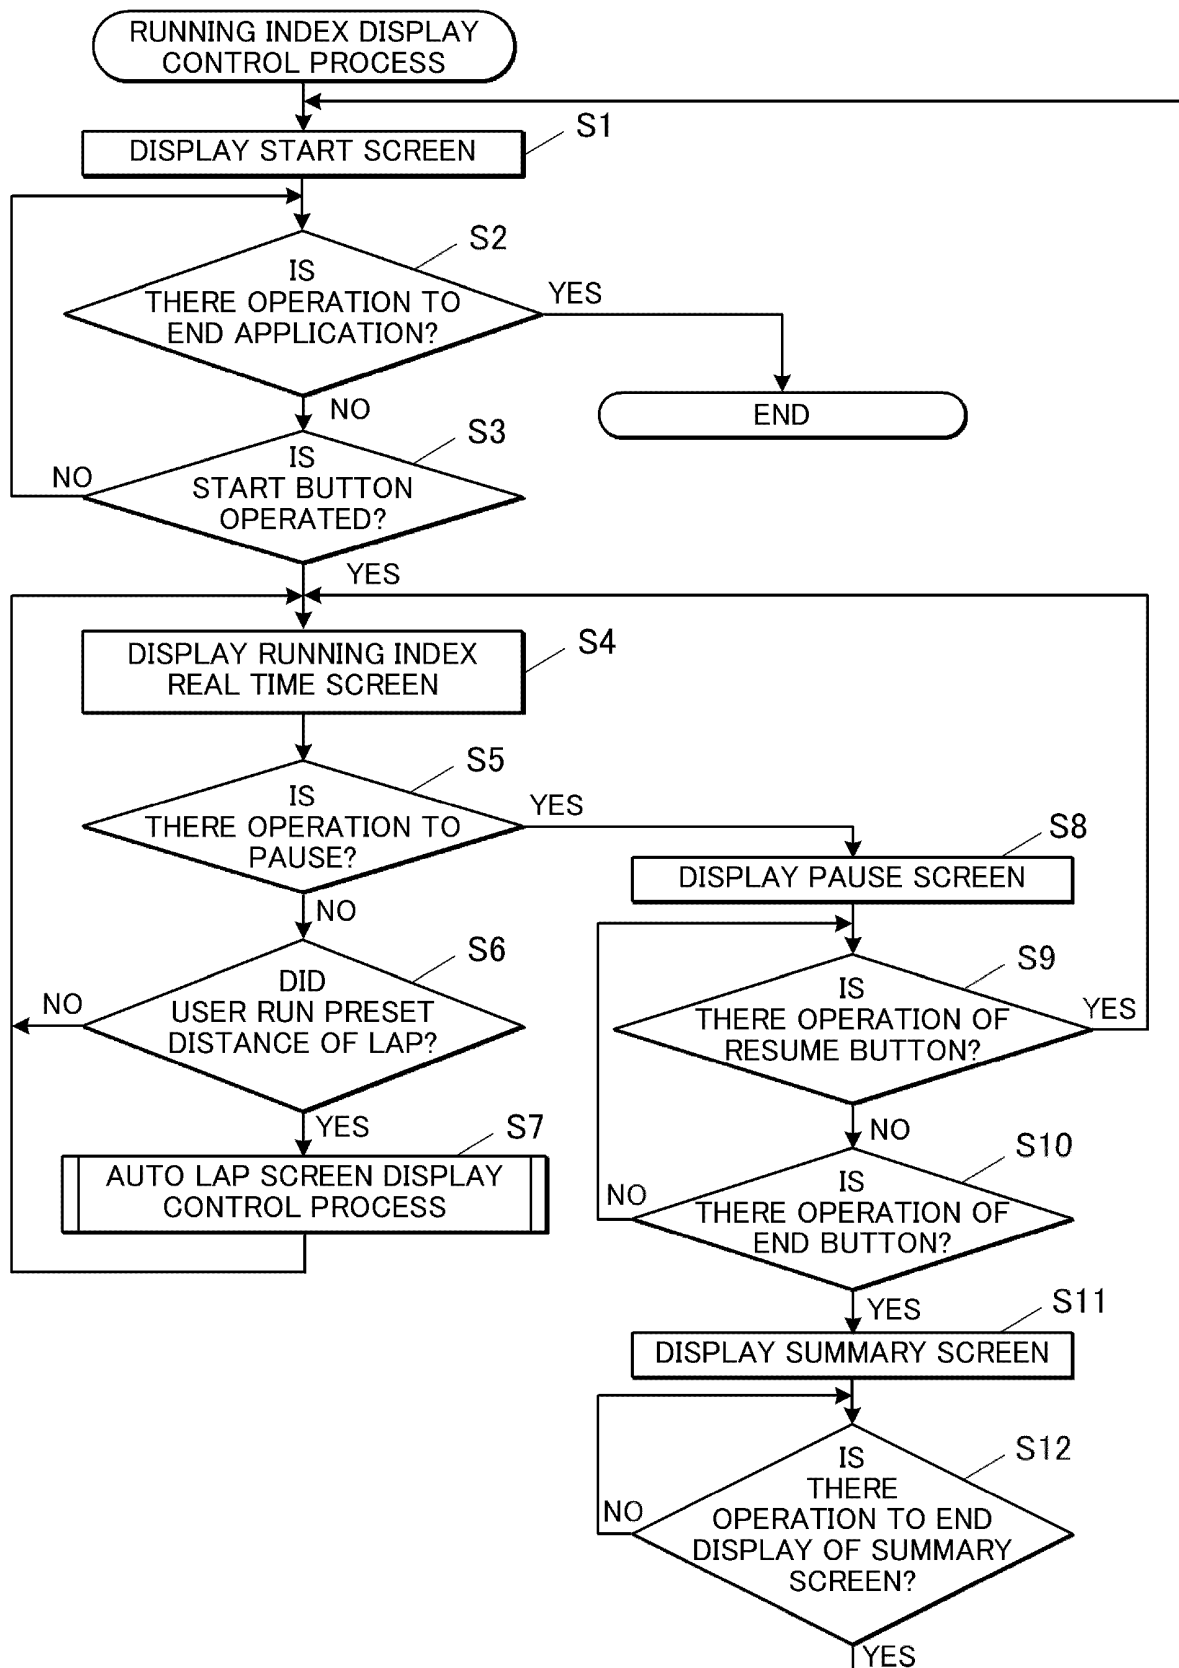 RUNNING INDEX DISPLAY
CONTROL PROCESS
DISPLAY START SCREEN
S1
S2
IS
THERE OPERATION TO
END APPLICATION?
YES
END
NO
S3
IS
START BUTTON
OPERATED?
NO
YES
DISPLAY RUNNING INDEX
REAL TIME SCREEN
S4
S5
IS
THERE OPERATION TO
PAUSE?
YES
NO
S6
DID
USER RUN PRESET
DISTANCE OF LAP?
NO
YES
S7
AUTO LAP SCREEN DISPLAY
CONTROL PROCESS
S8
DISPLAY PAUSE SCREEN
S9
IS
THERE OPERATION OF
RESUME BUTTON?
YES
NO
S10
IS
THERE OPERATION OF
END BUTTON?
NO
YES
S11
DISPLAY SUMMARY SCREEN
S12
IS
THERE
OPERATION TO END
DISPLAY OF SUMMARY
SCREEN?
NO
YES